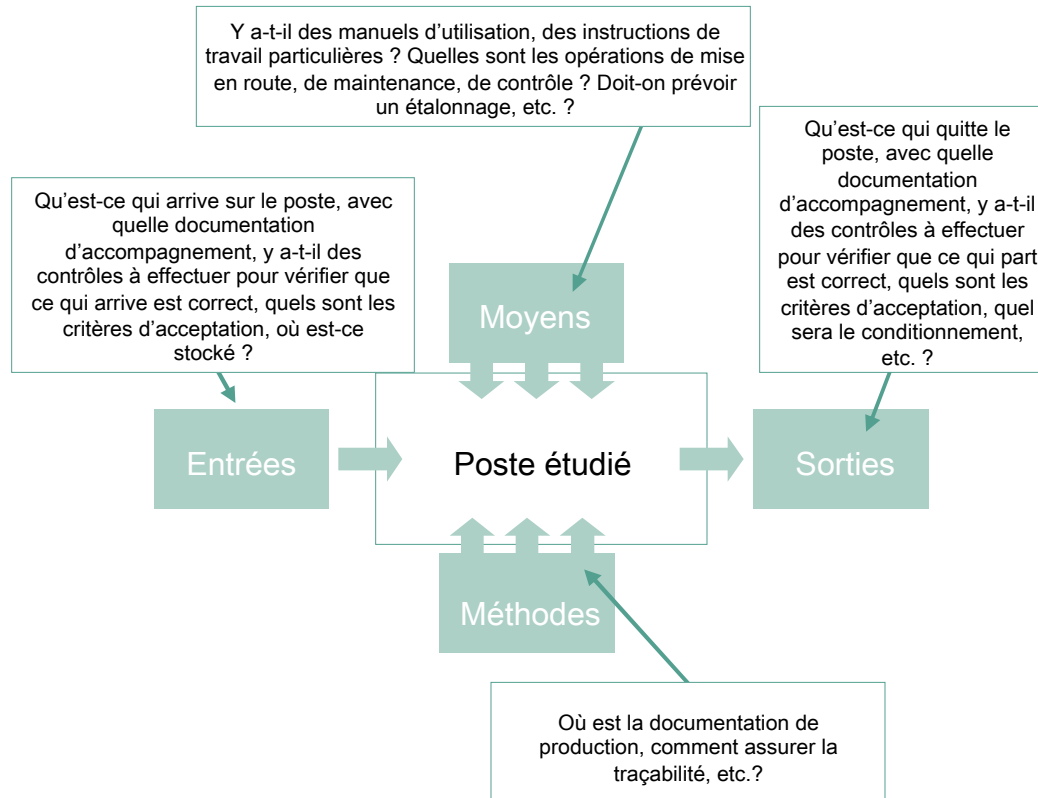 Y a-t-il des manuels d’utilisation, des instructions de
travail particulières ? Quelles sont les opérations de mise
en route, de maintenance, de contrôle ? Doit-on prévoir
un étalonnage, etc. ?
Qu’est-ce qui quitte le
poste, avec quelle
documentation
d’accompagnement, y a-t-il
des contrôles à effectuer
pour vérifier que ce qui part
est correct, quels sont les
critères d’acceptation, quel
sera le conditionnement,
etc. ?
Qu’est-ce qui arrive sur le poste, avec
quelle documentation
d’accompagnement, y a-t-il des
contrôles à effectuer pour vérifier que
ce qui arrive est correct, quels sont les
critères d’acceptation, où est-ce
stocké ?
Moyens
Entrées
Poste étudié
Sorties
Méthodes
Où est la documentation de
production, comment assurer la
traçabilité, etc.?